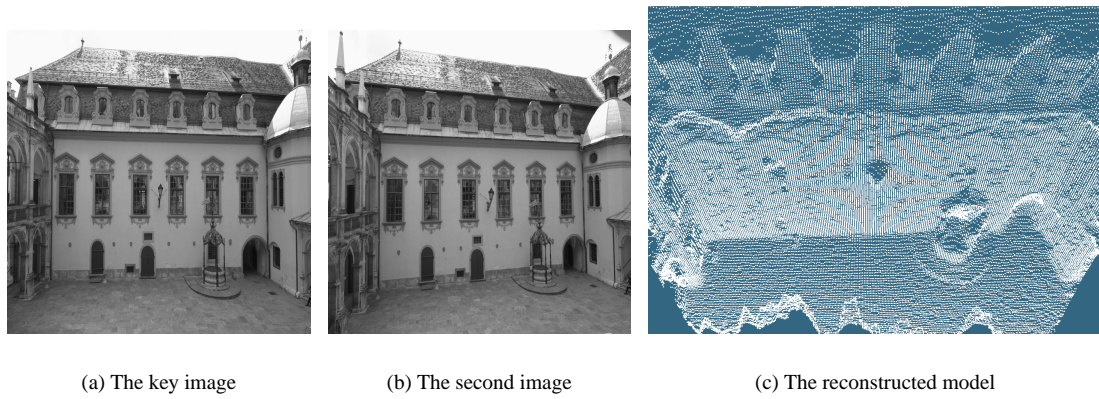 (a) The key image
(b) The second image
(c) The reconstructed model